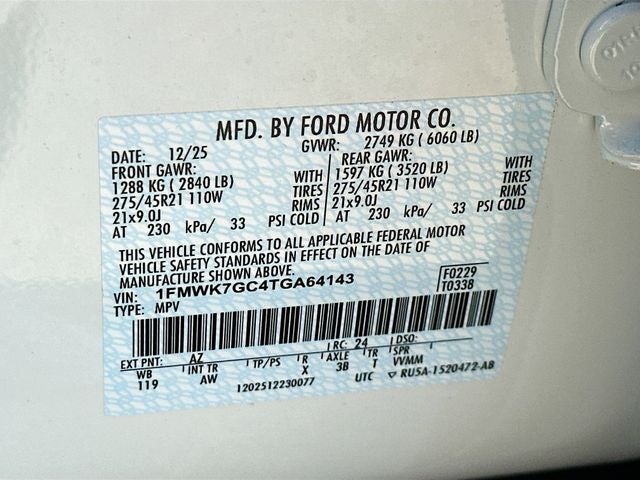 MFD. BY FORD MOTOR CO.
DATE: 12/25 GVWR: 2749 KG ( 6060 LB)
FRONT GAWR: REAR GAWR:
1288 KG ( 2840 LB) WITH 1597 KG ( 3520 LB) WITH
275/45R21 110W TIRES 275/45R21 110W TIRES
21x9.0J RIMS 21x9.0J RIMS
AT 230 kPa/ 33 PSI COLD AT 230 kPa/ 33 PSI COLD
THIS VEHICLE CONFORMS TO ALL APPLICABLE FEDERAL MOTOR
VEHICLE SAFETY STANDARDS IN EFFECT ON THE DATE OF
MANUFACTURE SHOWN ABOVE.
VIN: 1FMWK7GC4TGA64143 F0229
TYPE: MPV T0338
EXT PNT: AZ RC: 24 DSO:
WB INT TR TP/PS R AXLE TR SPR
119 AW X 3B T VVMM
1202512230077 UTC ▽ RU5A-1520472-AB